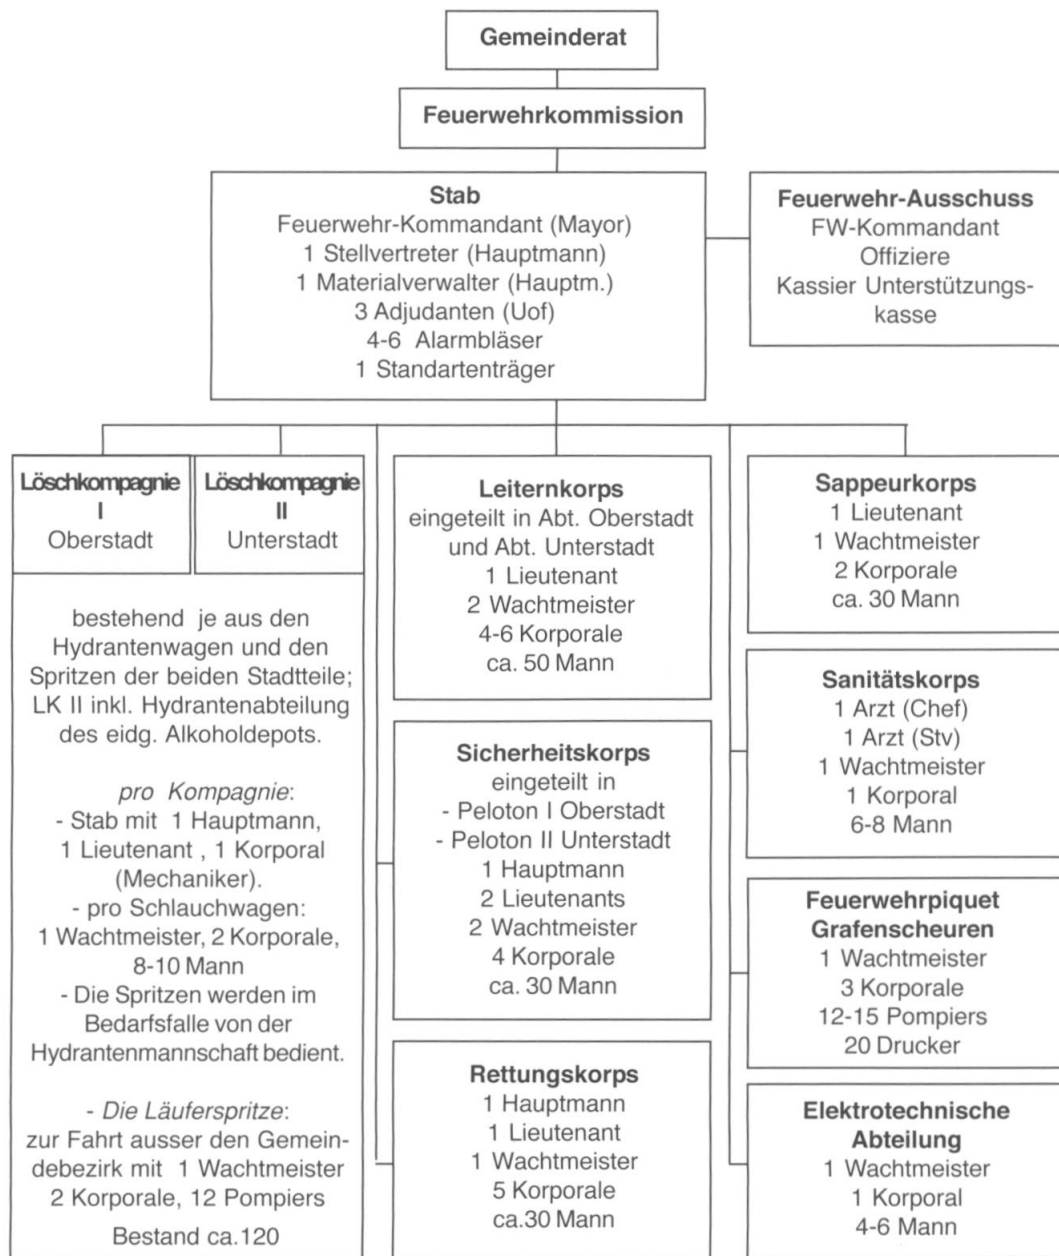 Gemeinderat
Feuerwehrkommission
Stab
Feuerwehr-Kommandant (Mayor)
1 Stellvertreter (Hauptmann)
1 Materialverwalter (Hauptm.)
3 Adjudanten (Uof)
4-6 Alarmbläser
1 Standartenträger
Feuerwehr-Ausschuss
FW-Kommandant
Offiziere
Kassier Unterstützungs-
kasse
Löschkompagnie
I
Oberstadt
Löschkompagnie
II
Unterstadt
bestehend je aus den
Hydrantenwagen und den
Spritzen der beiden Stadtteile;
LK II inkl. Hydrantenabteilung
des eidg. Alkoholdepots.
pro Kompagnie:
- Stab mit 1 Hauptmann,
1 Lieutenant , 1 Korporal
(Mechaniker).
- pro Schlauchwagen:
1 Wachtmeister, 2 Korporale,
8-10 Mann
- Die Spritzen werden im
Bedarfsfalle von der
Hydrantenmannschaft bedient.
- Die Läuferspritze:
zur Fahrt ausser den Gemein-
debezirk mit 1 Wachtmeister
2 Korporale, 12 Pompiers
Bestand ca.120
Leiternkorps
eingeteilt in Abt. Oberstadt
und Abt. Unterstadt
1 Lieutenant
2 Wachtmeister
4-6 Korporale
ca. 50 Mann
Sicherheitskorps
eingeteilt in
- Peloton I Oberstadt
- Peloton II Unterstadt
1 Hauptmann
2 Lieutenants
2 Wachtmeister
4 Korporale
ca. 30 Mann
Rettungskorps
1 Hauptmann
1 Lieutenant
1 Wachtmeister
5 Korporale
ca.30 Mann
Sappeurkorps
1 Lieutenant
1 Wachtmeister
2 Korporale
ca. 30 Mann
Sanitätskorps
1 Arzt (Chef)
1 Arzt (Stv)
1 Wachtmeister
1 Korporal
6-8 Mann
Feuerwehrpiquet
Grafenscheuren
1 Wachtmeister
3 Korporale
12-15 Pompiers
20 Drucker
Elektrotechnische
Abteilung
1 Wachtmeister
1 Korporal
4-6 Mann